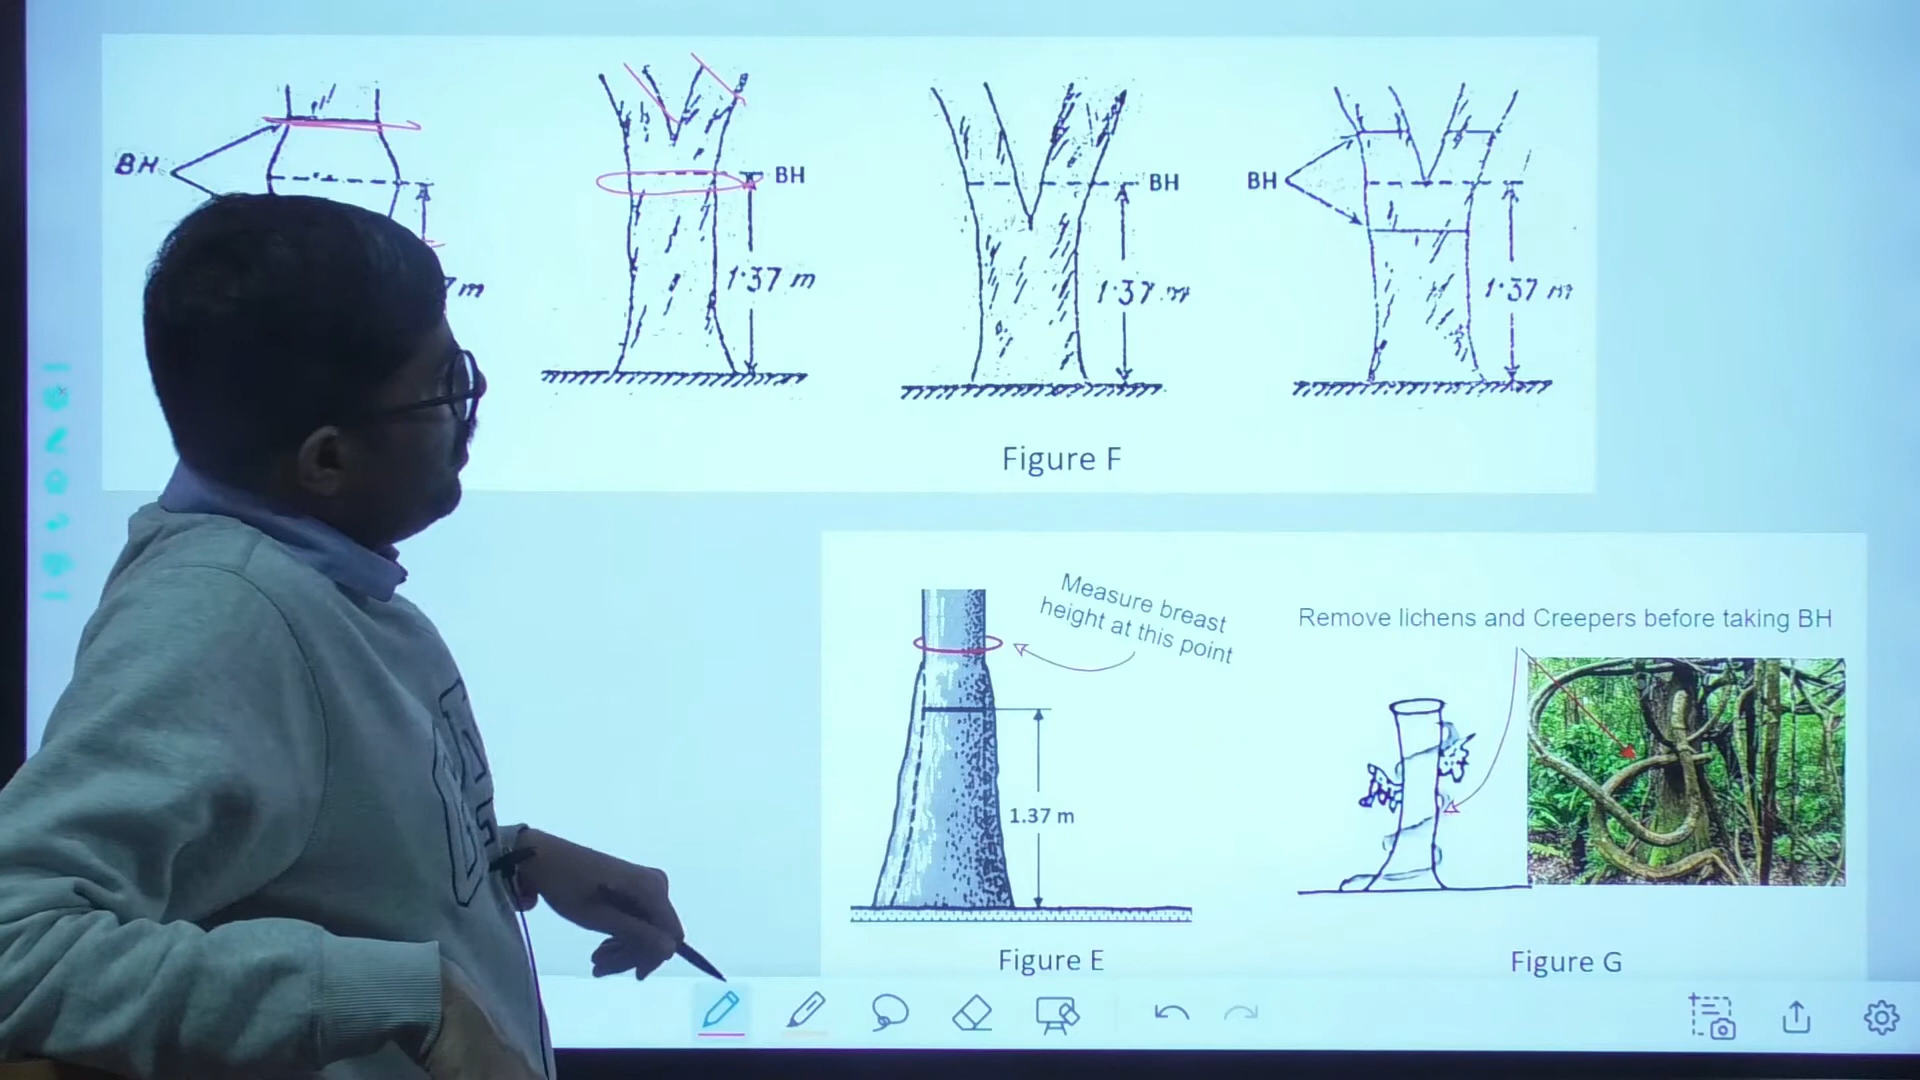 BH
7 m
BH
1.37 m
BH
1.37 m
BH
1.37 m
Figure F
Measure breast
height at this point
1.37 m
Figure E
Remove lichens and Creepers before taking BH
Figure G